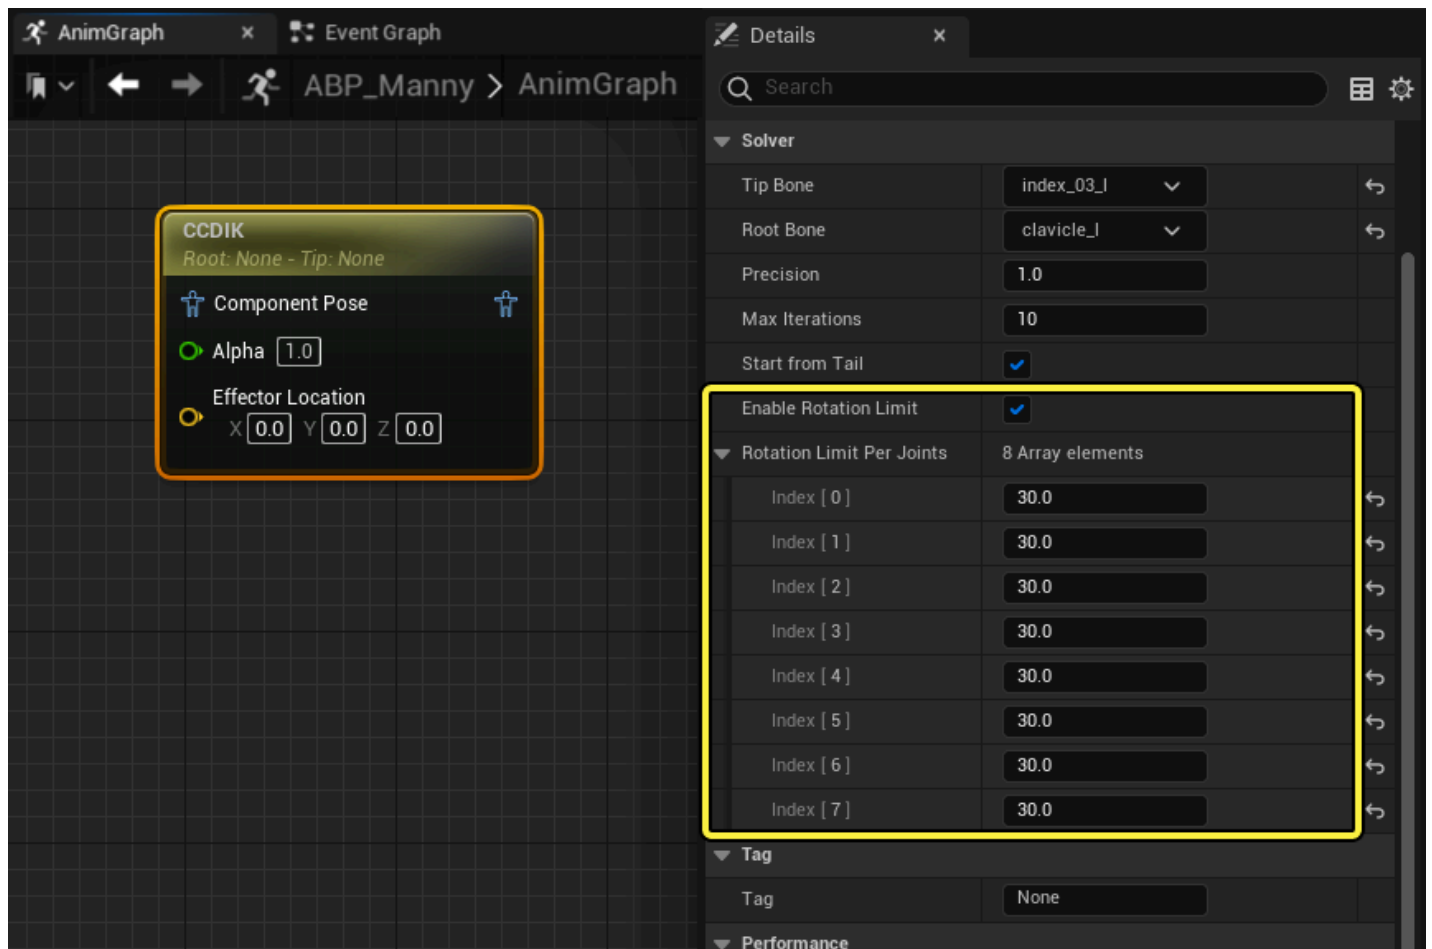 AnimGraph
Event Graph
ABP_Manny > AnimGraph
CCDIK
Root: None - Tip: None
Component Pose
Alpha 1.0
Effector Location
X 0.0 Y 0.0 Z 0.0
Details
Search
Solver
Tip Bone index_03_l
Root Bone clavicle_l
Precision 1.0
Max Iterations 10
Start from Tail
Enable Rotation Limit
Rotation Limit Per Joints 8 Array elements
Index [ 0 ] 30.0
Index [ 1 ] 30.0
Index [ 2 ] 30.0
Index [ 3 ] 30.0
Index [ 4 ] 30.0
Index [ 5 ] 30.0
Index [ 6 ] 30.0
Index [ 7 ] 30.0
Tag
Tag None
Performance